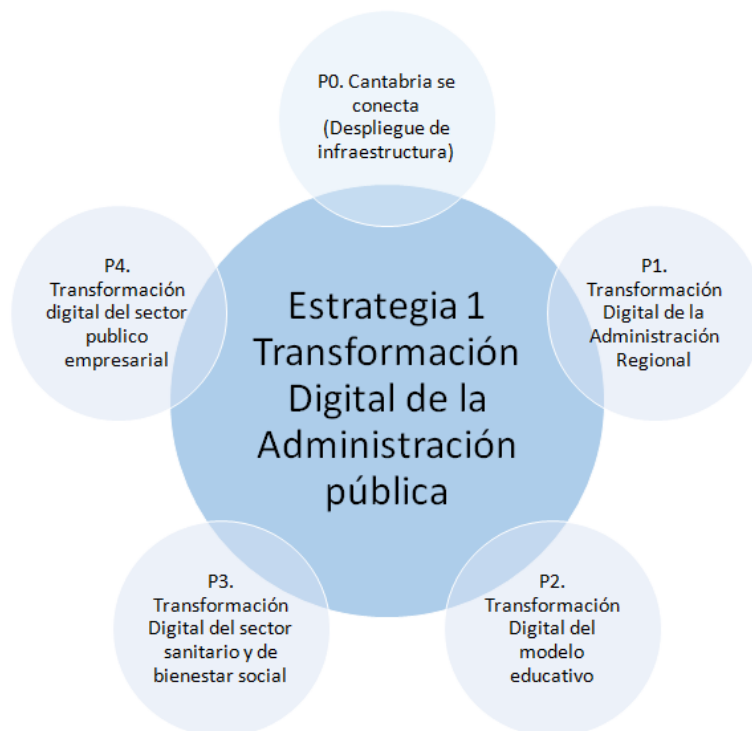 P0. Cantabria se
conecta
(Despliegue de
infraestructura)
P1.
Transformación
Digital de la
Administración
Regional
P2.
Transformación
Digital del
modelo
educativo
P3.
Transformación
Digital del sector
sanitario y de
bienestar social
P4.
Transformación
digital del sector
publico
empresarial
Estrategia 1
Transformación
Digital de la
Administración
pública